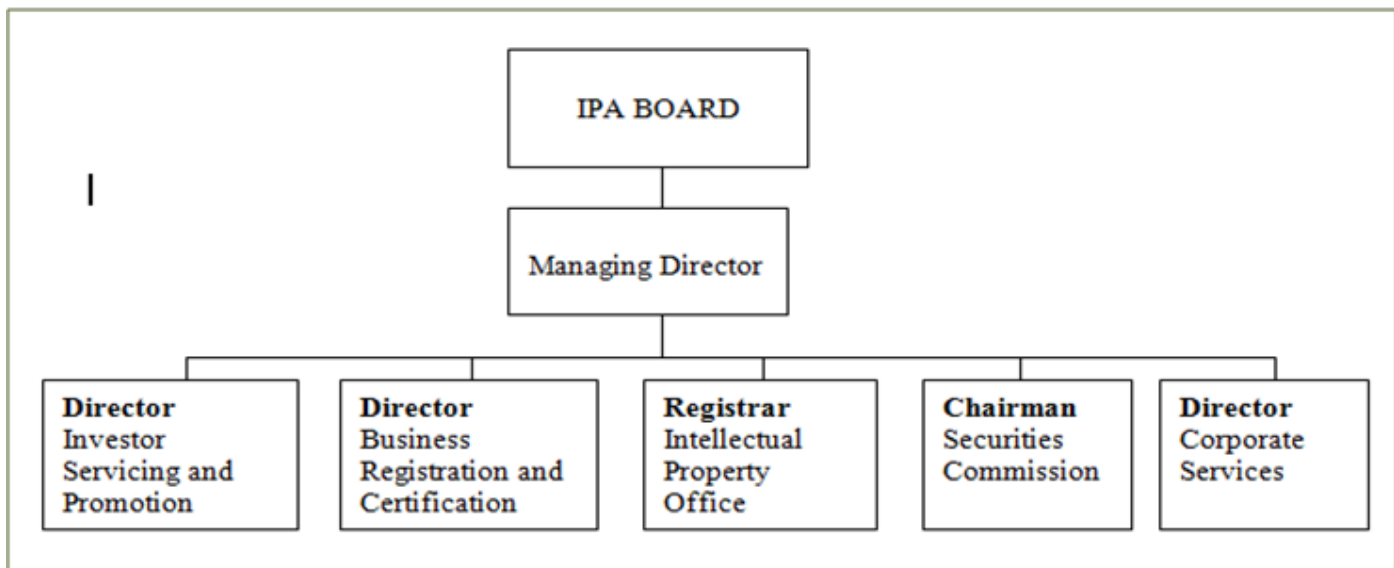 IPA BOARD
Managing Director
Director
Investor
Servicing and
Promotion
Director
Business
Registration and
Certification
Registrar
Intellectual
Property
Office
Chairman
Securities
Commission
Director
Corporate
Services